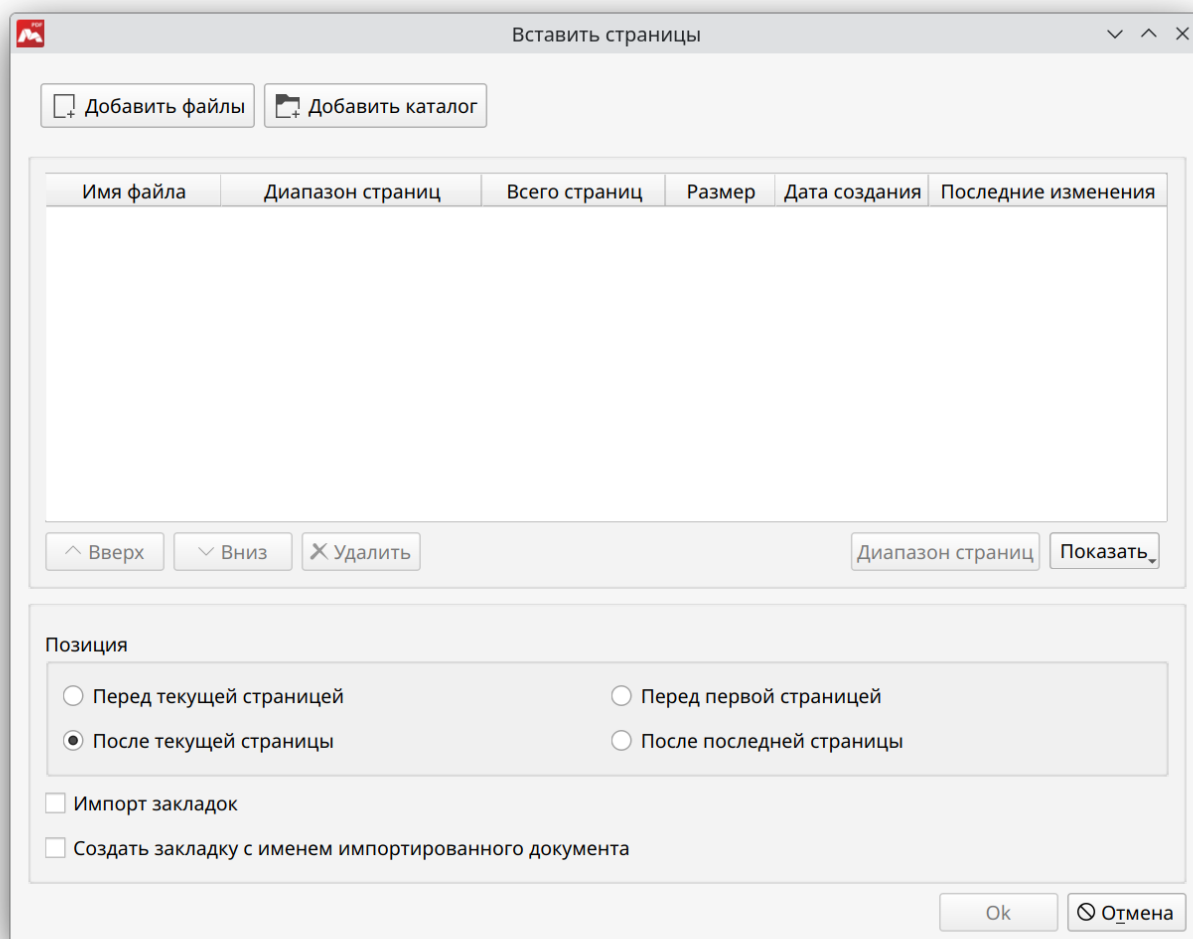 PDF
Вставить страницы
Добавить файлы Добавить каталог
Имя файла Диапазон страниц Всего страниц Размер Дата создания Последние изменения
Вверх Вниз Удалить Диапазон страниц Показать
Позиция
Перед текущей страницей Перед первой страницей
После текущей страницы После последней страницы
Импорт закладок
Создать закладку с именем импортированного документа
Ok Отмена